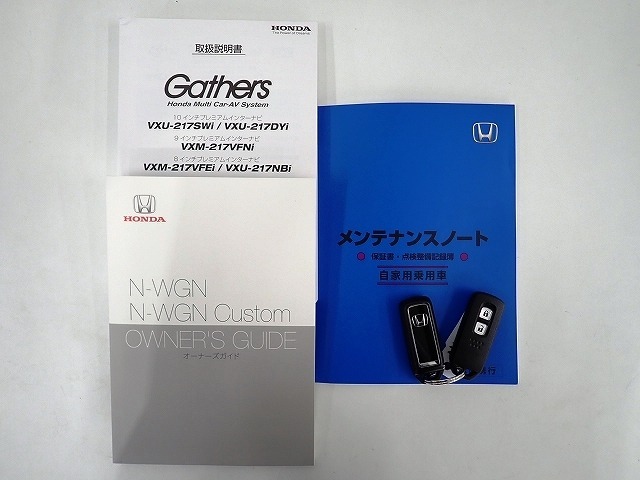 HONDA
The Power of Dreams
取扱説明書
Gathers
Honda Multi Car-AV System
10インチプレミアムインターナビ
VXU-217SWi / VXU-217DYi
9インチプレミアムインターナビ
VXM-217VFNi
8インチプレミアムインターナビ
VXM-217VFEi / VXU-217NBi
HONDA
N-WGN
N-WGN Custom
OWNER'S GUIDE
オーナーズガイド
メンテナンスノート
保証書・点検整備記録簿
自家用乗用車
行